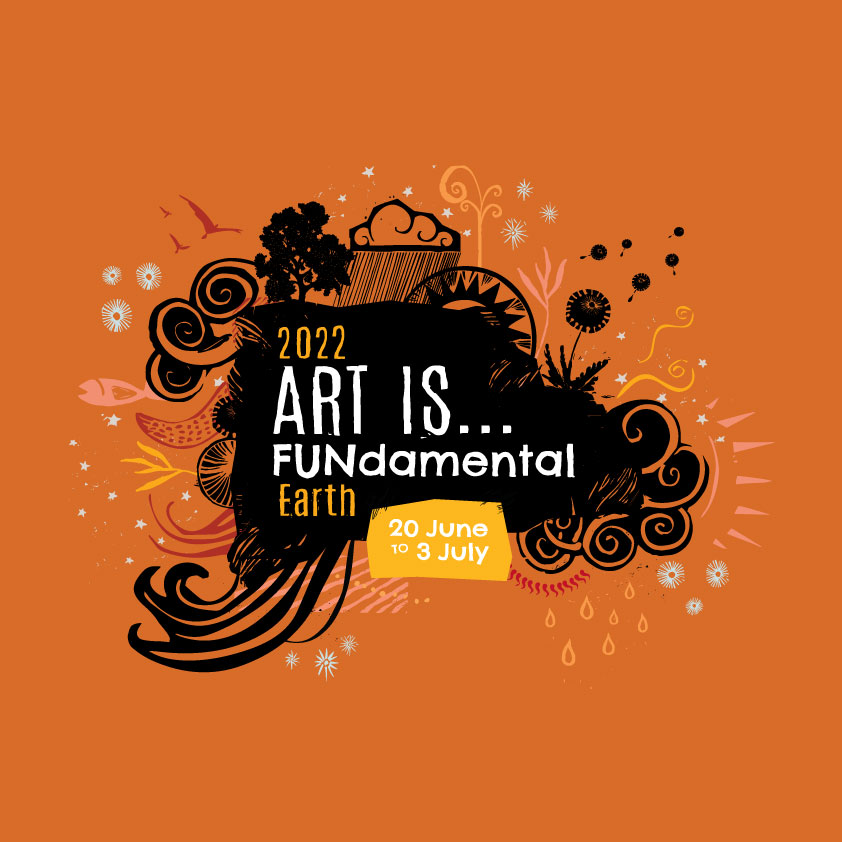 2022
ART IS...
FUNdamental
Earth
20 June
TO 3 July